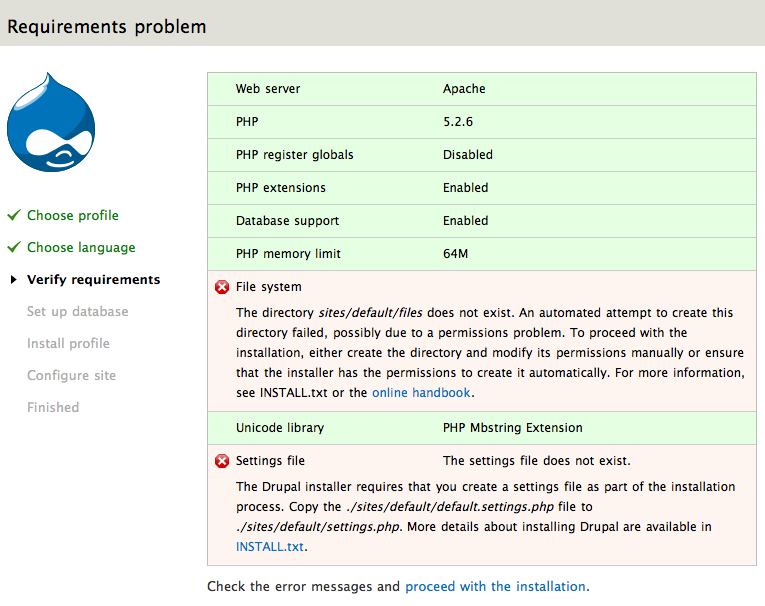 Requirements problem
Choose profile
Choose language
Verify requirements
Set up database
Install profile
Configure site
Finished
Web server Apache
PHP 5.2.6
PHP register globals Disabled
PHP extensions Enabled
Database support Enabled
PHP memory limit 64M
File system
The directory sites/default/files does not exist. An automated attempt to create this
directory failed, possibly due to a permissions problem. To proceed with the
installation, either create the directory and modify its permissions manually or ensure
that the installer has the permissions to create it automatically. For more information,
see INSTALL.txt or the online handbook.
Unicode library PHP Mbstring Extension
Settings file The settings file does not exist.
The Drupal installer requires that you create a settings file as part of the installation
process. Copy the ./sites/default/default.settings.php file to
./sites/default/settings.php. More details about installing Drupal are available in
INSTALL.txt.
Check the error messages and proceed with the installation.